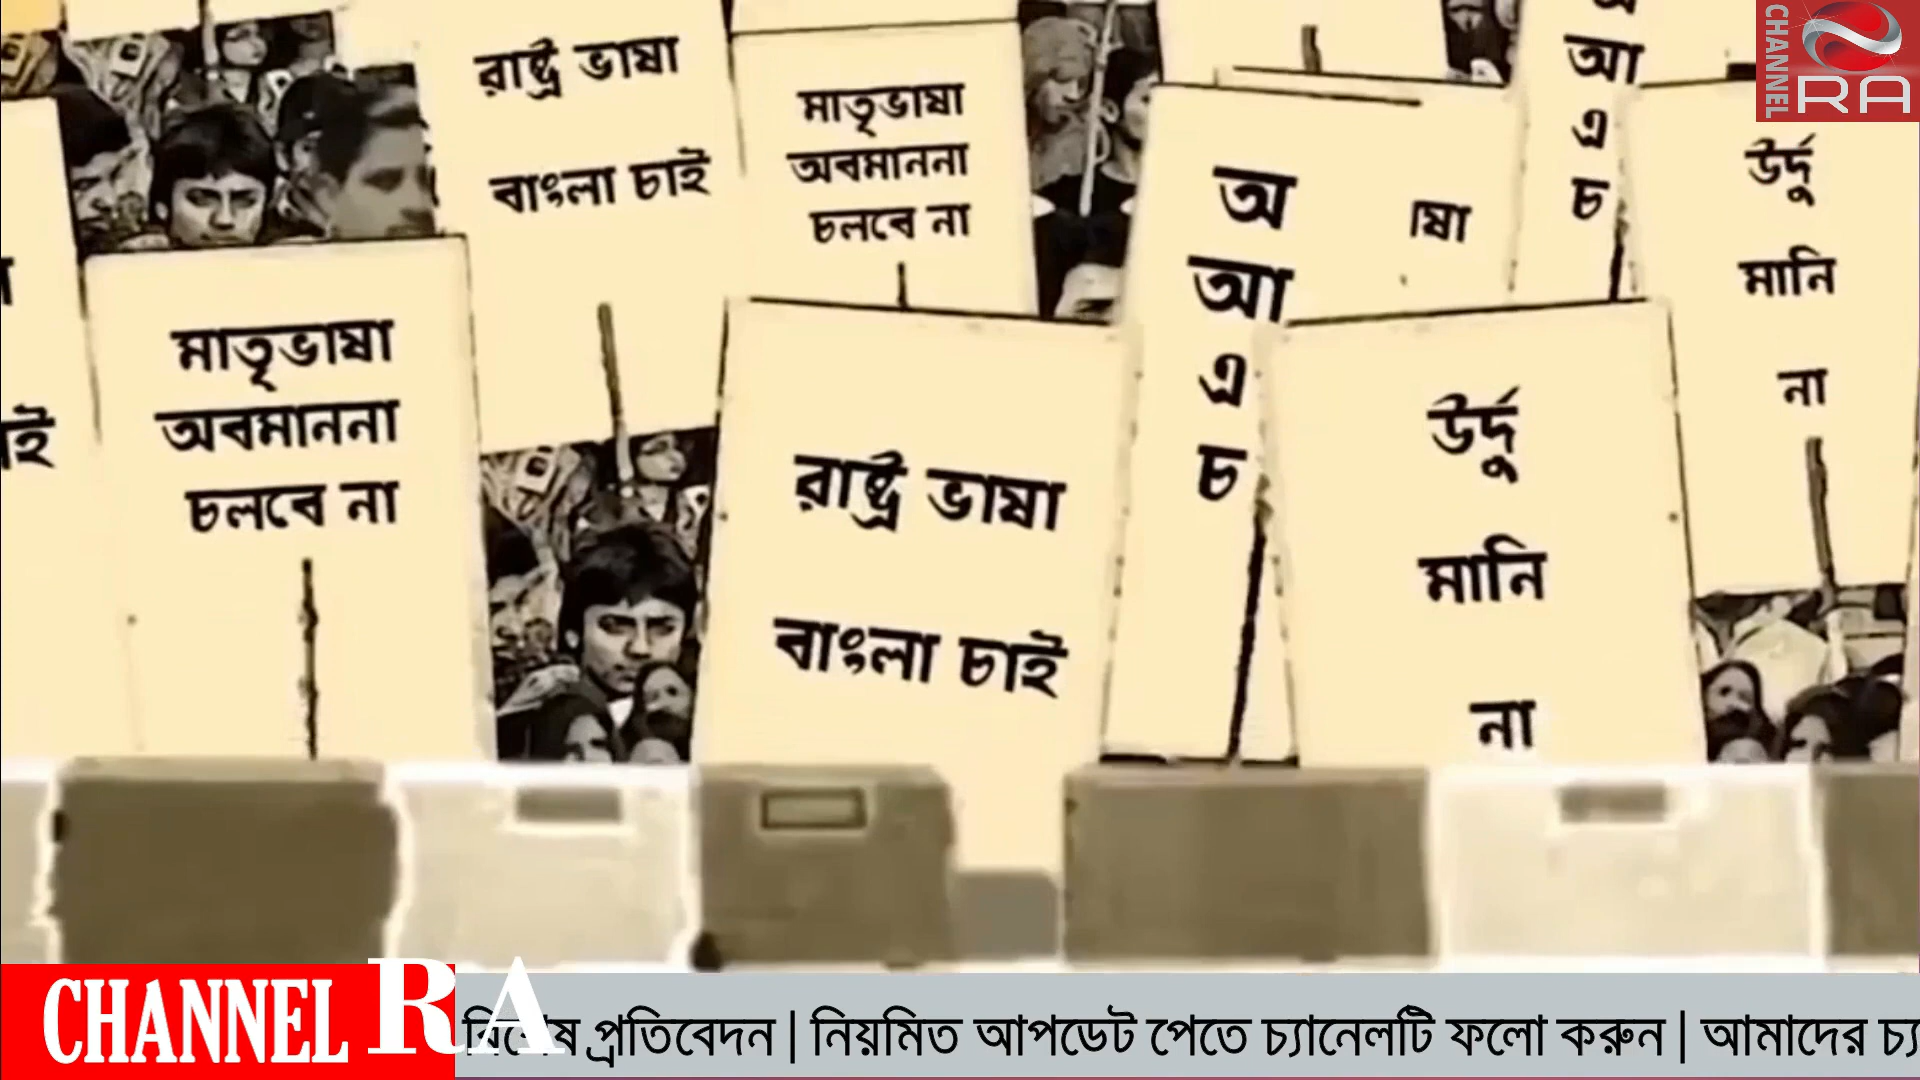 রাষ্ট্র ভাষা
বাংলা চাই
মাতৃভাষা
অবমাননা
চলবে না
অ
আ
এ
চ
ষা
আ
এ
চ
উর্দু
মানি
না
CHANNEL
RA
মাতৃভাষা
অবমাননা
চলবে না
রাষ্ট্র ভাষা
বাংলা চাই
উর্দু
মানি
না
CHANNEL RA
প্রতিবেদন | নিয়মিত আপডেট পেতে চ্যানেলটি ফলো করুন | আমাদের